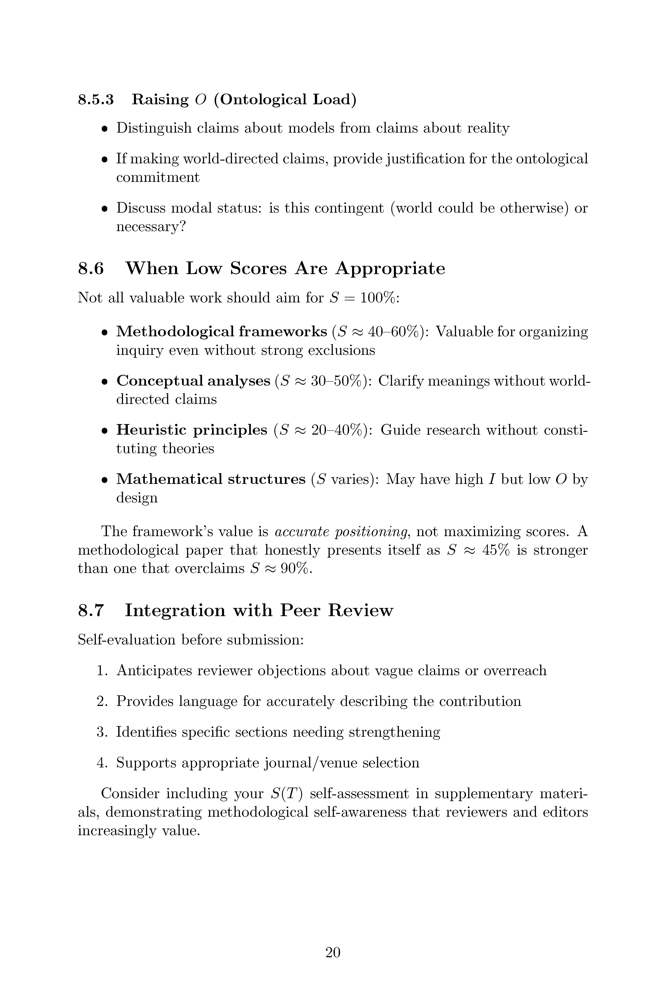 8.5.3 Raising O (Ontological Load)
• Distinguish claims about models from claims about reality
• If making world-directed claims, provide justification for the ontological
commitment
• Discuss modal status: is this contingent (world could be otherwise) or
necessary?
8.6 When Low Scores Are Appropriate
Not all valuable work should aim for S = 100%:
• Methodological frameworks (S ≈ 40–60%): Valuable for organizing
inquiry even without strong exclusions
• Conceptual analyses (S ≈ 30–50%): Clarify meanings without world-
directed claims
• Heuristic principles (S ≈ 20–40%): Guide research without consti-
tuting theories
• Mathematical structures (S varies): May have high I but low O by
design
The framework's value is accurate positioning, not maximizing scores. A
methodological paper that honestly presents itself as S ≈ 45% is stronger
than one that overclaims S ≈ 90%.
8.7 Integration with Peer Review
Self-evaluation before submission:
1. Anticipates reviewer objections about vague claims or overreach
2. Provides language for accurately describing the contribution
3. Identifies specific sections needing strengthening
4. Supports appropriate journal/venue selection
Consider including your S(T) self-assessment in supplementary materi-
als, demonstrating methodological self-awareness that reviewers and editors
increasingly value.
20